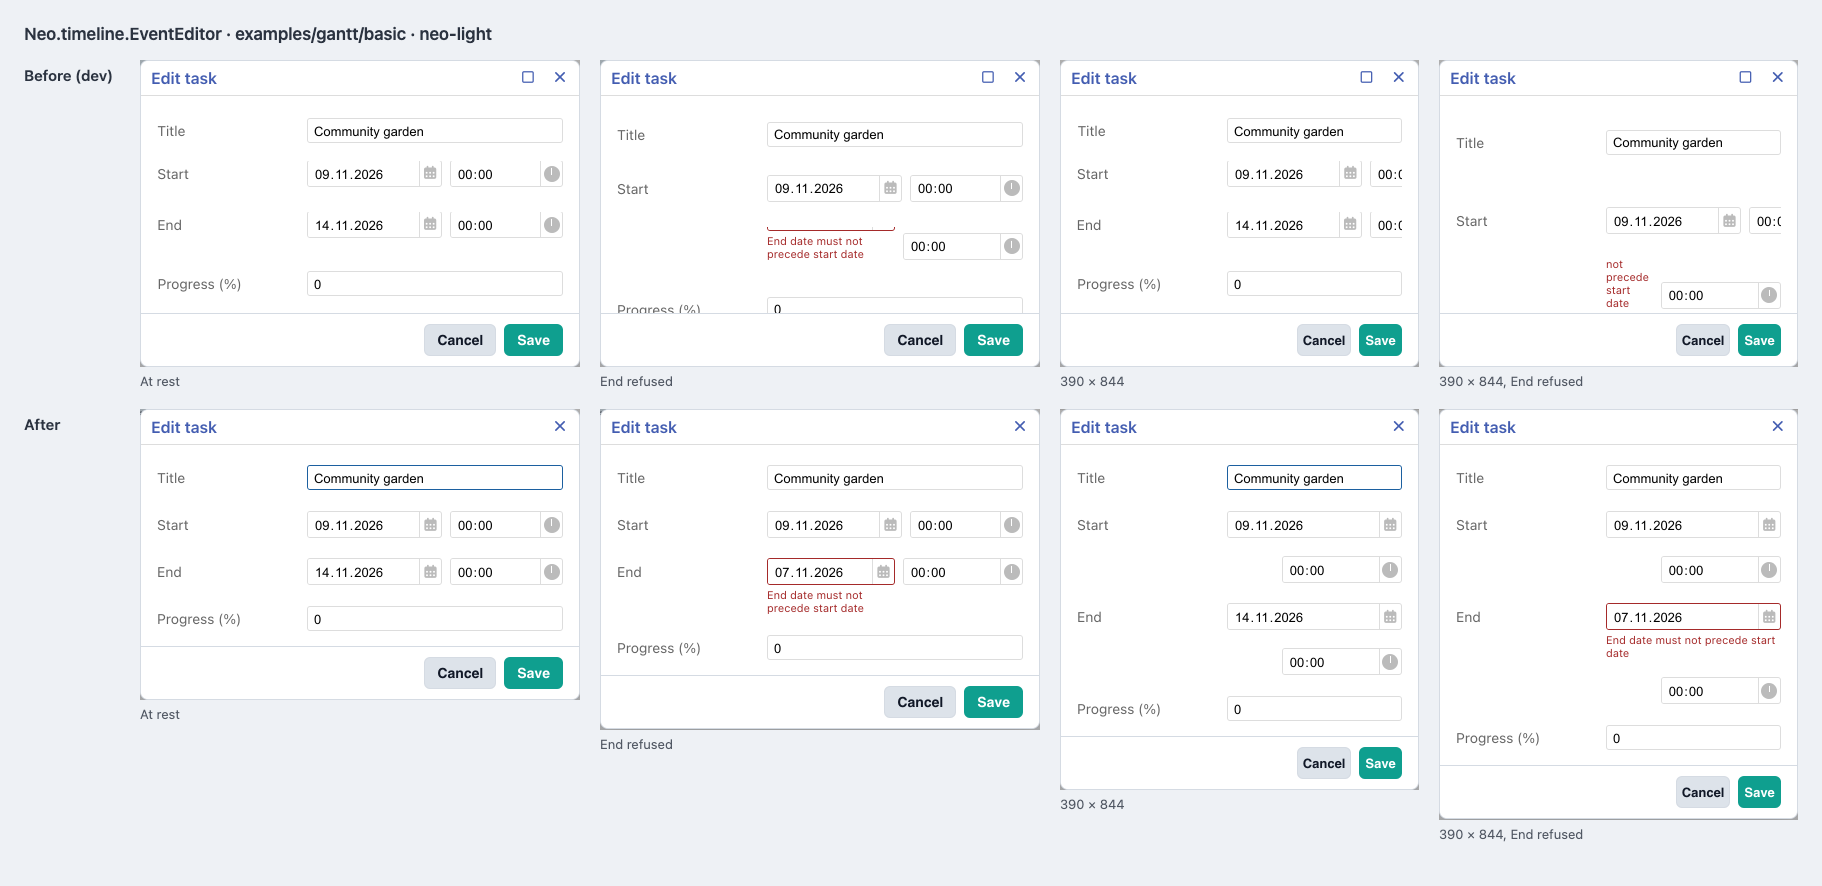 Neo.timeline.EventEditor · examples/gantt/basic · neo-light
Before (dev)
Edit task
Title
Community garden
Start
09.11.2026
00:00
End
14.11.2026
00:00
Progress (%)
0
Cancel
Save
At rest
Edit task
Title
Community garden
Start
09.11.2026
00:00
End date must not
precede start date
00:00
Progress (%)
0
Cancel
Save
End refused
Edit task
Title
Community garden
Start
09.11.2026
00:0
End
14.11.2026
00:0
Progress (%)
0
Cancel
Save
390 × 844
Edit task
Title
Community garden
Start
09.11.2026
00:0
not
precede
start
date
00:00
Cancel
Save
390 × 844, End refused
After
Edit task
Title
Community garden
Start
09.11.2026
00:00
End
14.11.2026
00:00
Progress (%)
0
Cancel
Save
At rest
Edit task
Title
Community garden
Start
09.11.2026
00:00
End
07.11.2026
00:00
End date must not
precede start date
Progress (%)
0
Cancel
Save
End refused
Edit task
Title
Community garden
Start
09.11.2026
00:00
End
14.11.2026
00:00
Progress (%)
0
Cancel
Save
390 × 844
Edit task
Title
Community garden
Start
09.11.2026
00:00
End
07.11.2026
End date must not precede start
date
00:00
Progress (%)
0
Cancel
Save
390 × 844, End refused